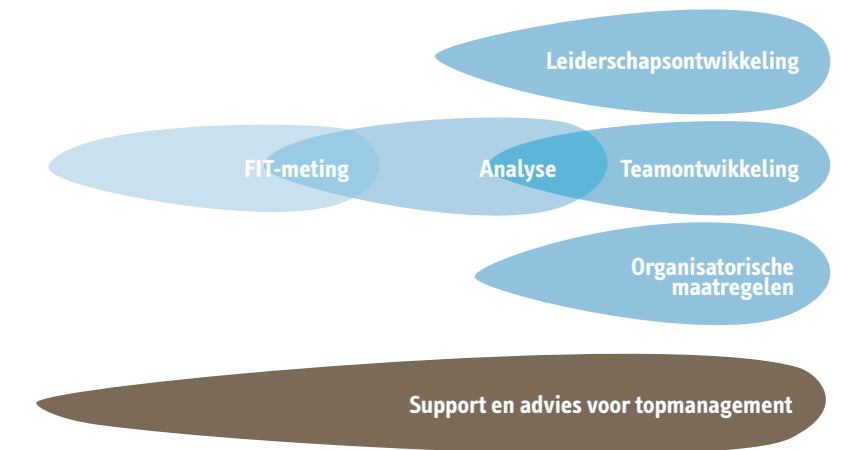 Leiderschapsontwikkeling
FIT-meting
Analyse
Teamontwikkeling
Organisatorische
maatregelen
Support en advies voor topmanagement